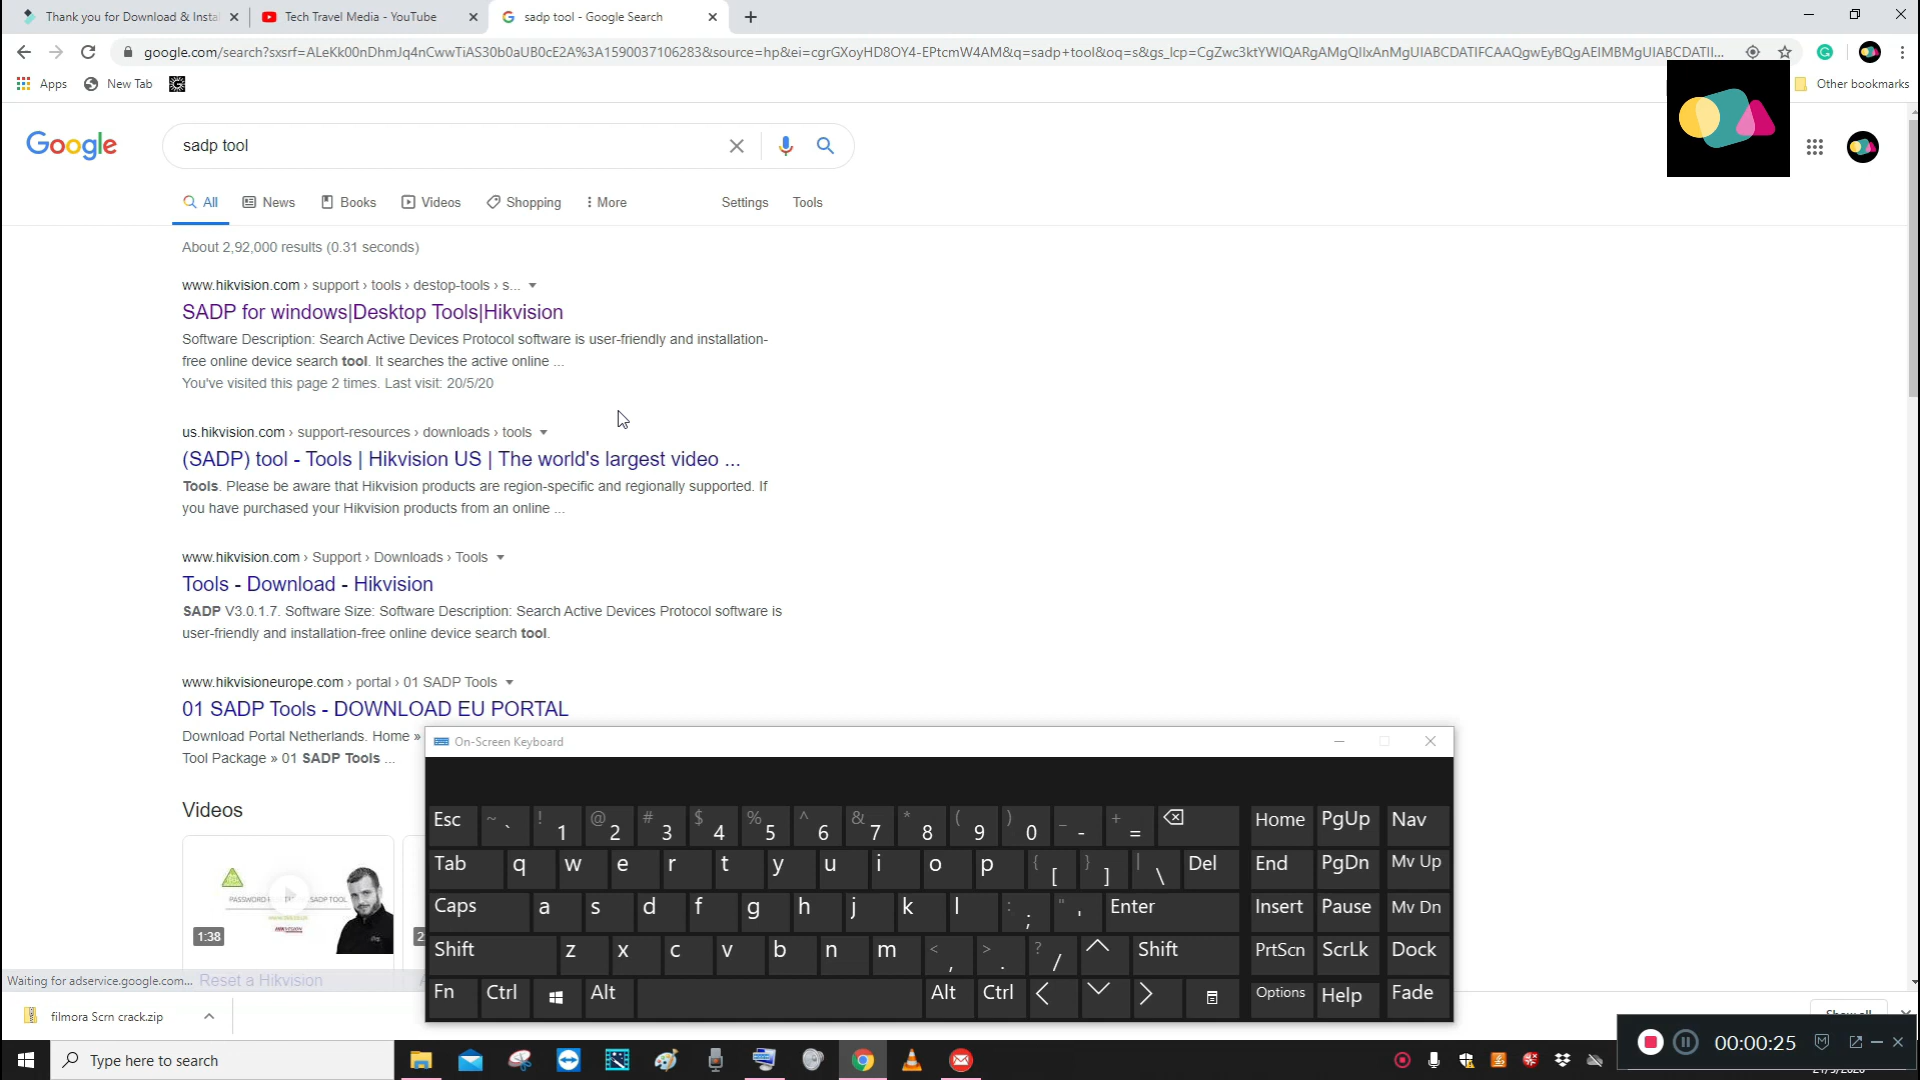 Thank you for Download & Insta
Tech Travel Media - YouTube
sadp tool - Google Search
google.com/search?sxsrf=ALeKk00nDhmJq4nCwwTiAS30b0aUB0cE2A%3A1590037106283&source=hp&ei=cgrGXoyHD8OY4-EPtcmW4AM&q=sadp+tool&oq=s&gs_lcp=CgZwc3ktYWIQARgAMgQIIxAnMgUIABCDATIFCAAQgwEyBQgAEIMBMgUIABCDATII...
Apps
New Tab
Other bookmarks
Google
sadp tool
All
News
Books
Videos
Shopping
More
Settings
Tools
About 2,92,000 results (0.31 seconds)
www.hikvision.com › support › tools › destop-tools › s...
SADP for windows|Desktop Tools|Hikvision
Software Description: Search Active Devices Protocol software is user-friendly and installation-
free online device search tool. It searches the active online ...
You've visited this page 2 times. Last visit: 20/5/20
us.hikvision.com › support-resources › downloads › tools
(SADP) tool - Tools | Hikvision US | The world's largest video ...
Tools. Please be aware that Hikvision products are region-specific and regionally supported. If
you have purchased your Hikvision products from an online ...
www.hikvision.com › Support › Downloads › Tools
Tools - Download - Hikvision
SADP V3.0.1.7. Software Size: Software Description: Search Active Devices Protocol software is
user-friendly and installation-free online device search tool.
www.hikvisioneurope.com › portal › 01 SADP Tools
01 SADP Tools - DOWNLOAD EU PORTAL
Download Portal Netherlands. Home »
Tool Package » 01 SADP Tools ...
Videos
1:38
2
Reset a Hikvision
Waiting for adservice.google.com...
On-Screen Keyboard
Esc ~ ` ! 1 @ 2 # 3 $ 4 % 5 ^ 6 & 7 * 8 ( 9 ) 0 _ - + = Home PgUp Nav
Tab q w e r t y u i o p { [ } ] | \ Del End PgDn Mv Up
Caps a s d f g h j k l : ; " ' Enter Insert Pause Mv Dn
Shift z x c v b n m < , > . ? / Shift PrtScn ScrLk Dock
Fn Ctrl Alt Alt Ctrl Options Help Fade
filmora Scrn crack.zip
Show all
Type here to search
00:00:25